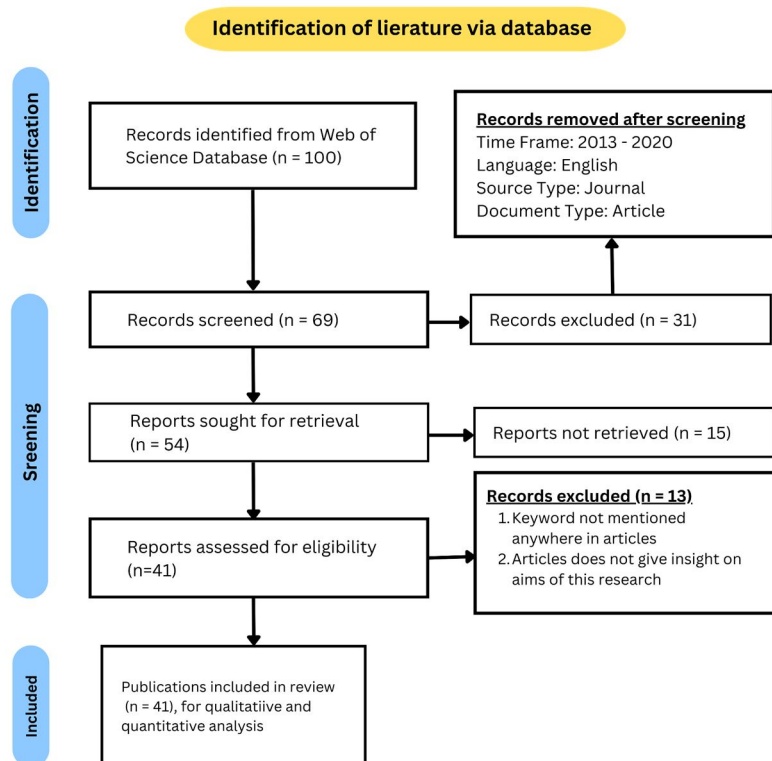 Identification of lierature via database
Identification
Records identified from Web of
Science Database (n = 100)
Records removed after screening
Time Frame: 2013 - 2020
Language: English
Source Type: Journal
Document Type: Article
Sreening
Records screened (n = 69)
Records excluded (n = 31)
Reports sought for retrieval
(n = 54)
Reports not retrieved (n = 15)
Reports assessed for eligibility
(n=41)
Records excluded (n = 13)
1. Keyword not mentioned
anywhere in articles
2. Articles does not give insight on
aims of this research
Included
Publications included in review
(n = 41), for qualitatiive and
quantitative analysis